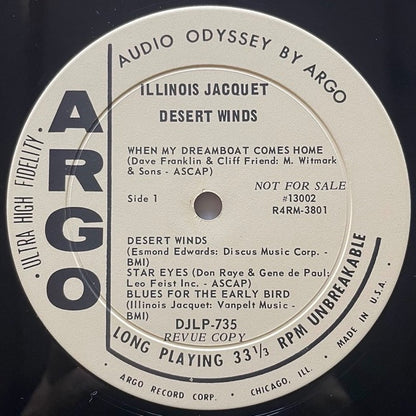 AUDIO ODYSSEY BY ARGO
· ULTRA HIGH FIDELITY ·
ARGO
ILLINOIS JACQUET
DESERT WINDS
WHEN MY DREAMBOAT COMES HOME
(Dave Franklin & Cliff Friend: M. Witmark
& Sons - ASCAP)
NOT FOR SALE
Side 1
#13002
R4RM-3801
DESERT WINDS
(Esmond Edwards: Discus Music Corp. -
BMI)
STAR EYES (Don Raye & Gene de Paul:
Leo Feist Inc. - ASCAP)
BLUES FOR THE EARLY BIRD
(Illinois Jacquet: Vanpelt Music -
BMI)
DJLP-735
REVUE COPY
LONG PLAYING 33 1/3 RPM UNBREAKABLE
· ARGO RECORD CORP. · CHICAGO, ILL. · MADE IN U.S.A. ·